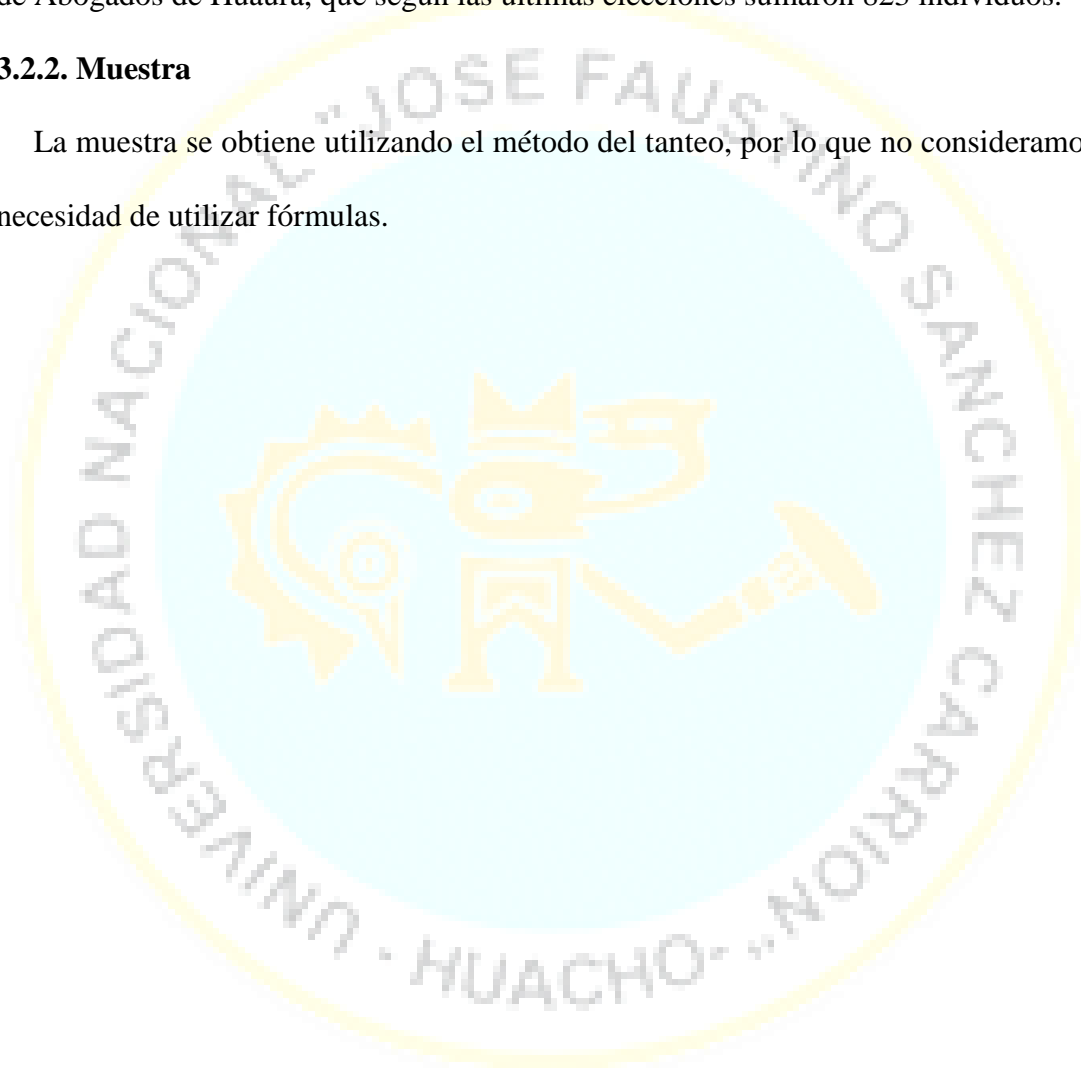 de Abogados de Huaura, que según las últimas elecciones sumaron 823 individuos.
3.2.2. Muestra
La muestra se obtiene utilizando el método del tanteo, por lo que no consideramo
necesidad de utilizar fórmulas.
UNIVERSIDAD NACIONAL "JOSE FAUSTINO SANCHEZ CARRION" - HUACHO -